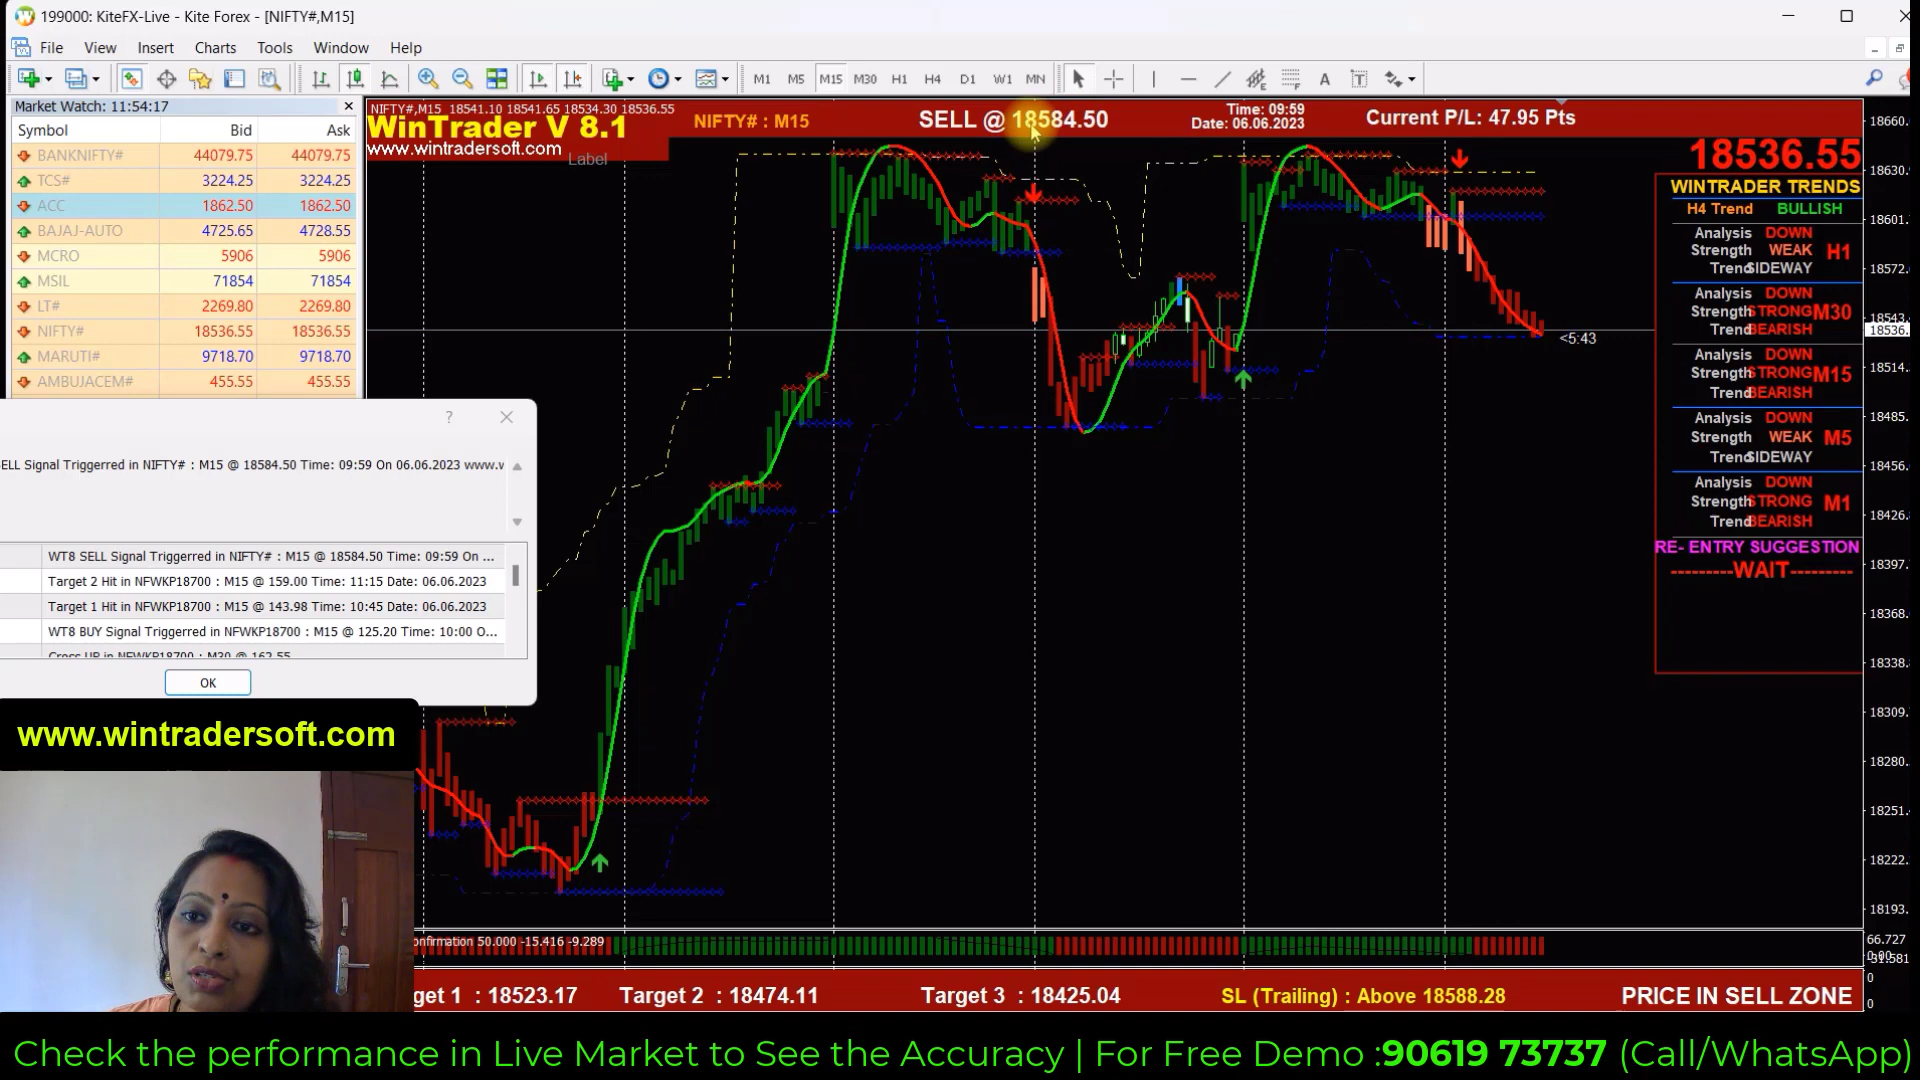 199000: KiteFX-Live - Kite Forex - [NIFTY#,M15]
File View Insert Charts Tools Window Help
M1 M5 M15 M30 H1 H4 D1 W1 MN
Market Watch: 11:54:17
Symbol Bid Ask
BANKNIFTY# 44079.75 44079.75
TCS# 3224.25 3224.25
ACC 1862.50 1862.50
BAJAJ-AUTO 4725.65 4728.55
MCRO 5906 5906
MSIL 71854 71854
LT# 2269.80 2269.80
NIFTY# 18536.55 18536.55
MARUTI# 9718.70 9718.70
AMBUJACEM# 455.55 455.55
NIFTY#,M15 18541.10 18541.65 18534.30 18536.55
WinTrader V 8.1
www.wintradersoft.com
Label
NIFTY# : M15
SELL @ 18584.50
Time: 09:59
Date: 06.06.2023
Current P/L: 47.95 Pts
18536.55
WINTRADER TRENDS
H4 Trend BULLISH
Analysis DOWN
Strength WEAK H1
Trend SIDEWAY
Analysis DOWN
Strength STRONG M30
Trend BEARISH
Analysis DOWN
Strength STRONG M15
Trend BEARISH
Analysis DOWN
Strength WEAK M5
Trend SIDEWAY
Analysis DOWN
Strength STRONG M1
Trend BEARISH
RE- ENTRY SUGGESTION
---------WAIT---------
<5:43
18660.
18630.
18601.
18572.
18543.
18536.
18514.
18485.
18456.
18426.
18397.
18368.
18338.
18309.
18280.
18251.
18222.
18193.
66.727
0.00
0
0
? 
ELL Signal Triggerred in NIFTY# : M15 @ 18584.50 Time: 09:59 On 06.06.2023 www.v
WT8 SELL Signal Triggerred in NIFTY# : M15 @ 18584.50 Time: 09:59 On ...
Target 2 Hit in NFWKP18700 : M15 @ 159.00 Time: 11:15 Date: 06.06.2023
Target 1 Hit in NFWKP18700 : M15 @ 143.98 Time: 10:45 Date: 06.06.2023
WT8 BUY Signal Triggerred in NFWKP18700 : M15 @ 125.20 Time: 10:00 O...
Cross UP in NFWKP18700 : M30 @ 162.55
OK
www.wintradersoft.com
onfirmation 50.000 -15.416 -9.289
get 1 : 18523.17 Target 2 : 18474.11 Target 3 : 18425.04 SL (Trailing) : Above 18588.28 PRICE IN SELL ZONE
Check the performance in Live Market to See the Accuracy | For Free Demo :90619 73737 (Call/WhatsApp)